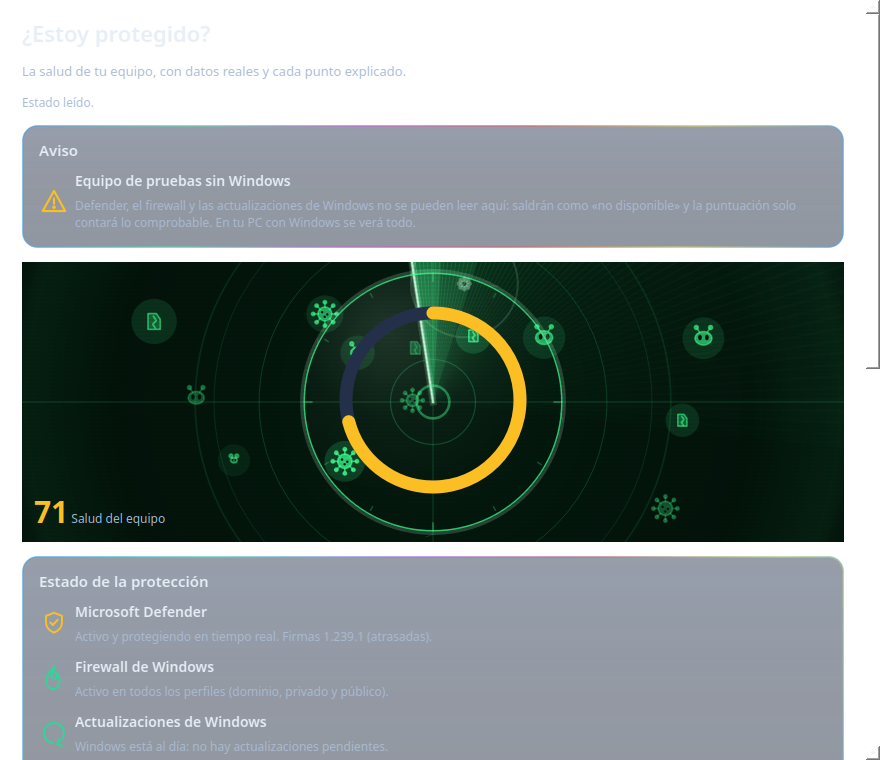 ¿Estoy protegido?
La salud de tu equipo, con datos reales y cada punto explicado.
Estado leído.
Aviso
Equipo de pruebas sin Windows
Defender, el firewall y las actualizaciones de Windows no se pueden leer aquí: saldrán como «no disponible» y la puntuación solo
contará lo comprobable. En tu PC con Windows se verá todo.
71 Salud del equipo
Estado de la protección
Microsoft Defender
Activo y protegiendo en tiempo real. Firmas 1.239.1 (atrasadas).
Firewall de Windows
Activo en todos los perfiles (dominio, privado y público).
Actualizaciones de Windows
Windows está al día: no hay actualizaciones pendientes.